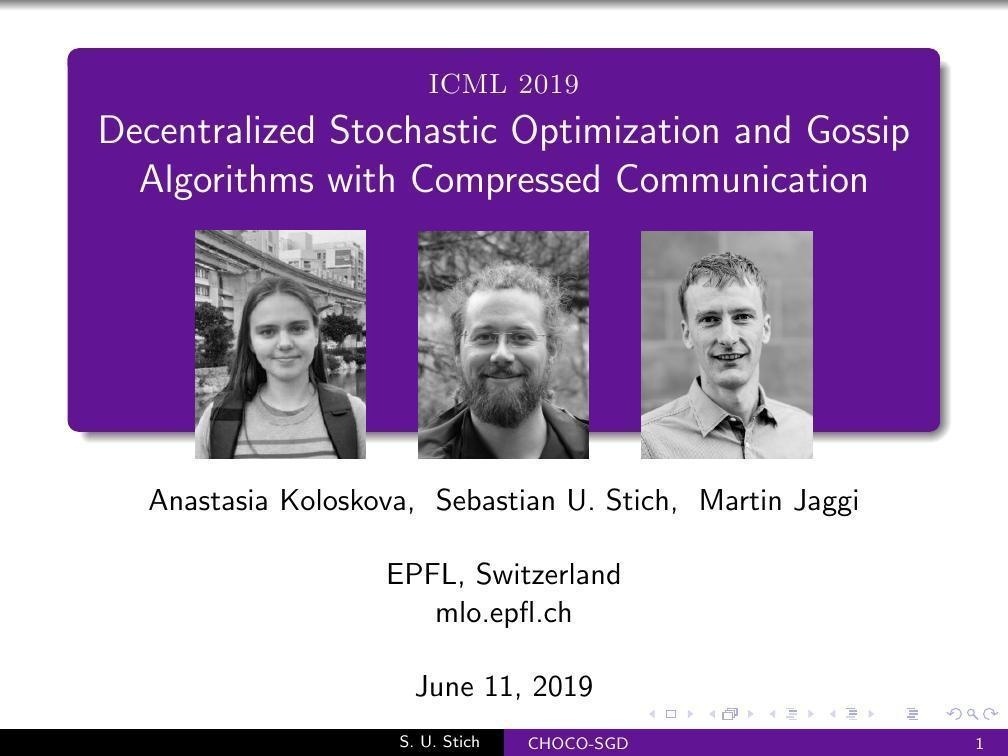 ICML 2019
Decentralized Stochastic Optimization and Gossip
Algorithms with Compressed Communication
Anastasia Koloskova, Sebastian U. Stich, Martin Jaggi
EPFL, Switzerland
mlo.epfl.ch
June 11, 2019
S. U. Stich CHOCO-SGD 1